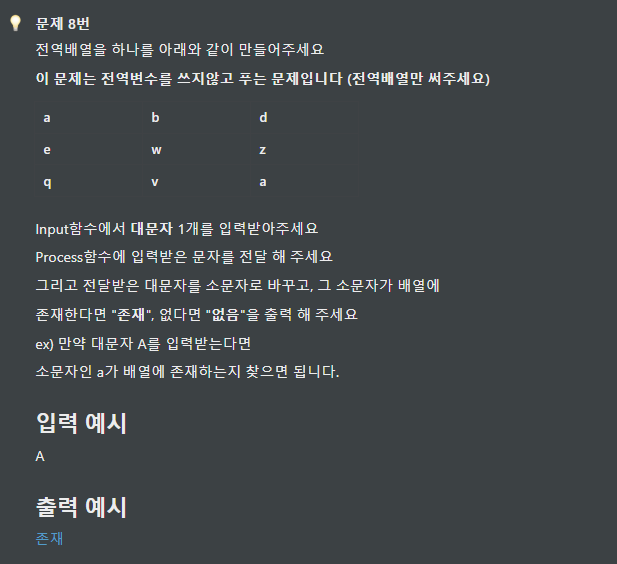 문제 8번
전역배열을 하나를 아래와 같이 만들어주세요
이 문제는 전역변수를 쓰지않고 푸는 문제입니다 (전역배열만 써주세요)
a b d
e w z
q v a
Input함수에서 대문자 1개를 입력받아주세요
Process함수에 입력받은 문자를 전달 해 주세요
그리고 전달받은 대문자를 소문자로 바꾸고, 그 소문자가 배열에
존재한다면 "존재", 없다면 "없음"을 출력 해 주세요
ex) 만약 대문자 A를 입력받는다면
소문자인 a가 배열에 존재하는지 찾으면 됩니다.
입력 예시
A
출력 예시
존재